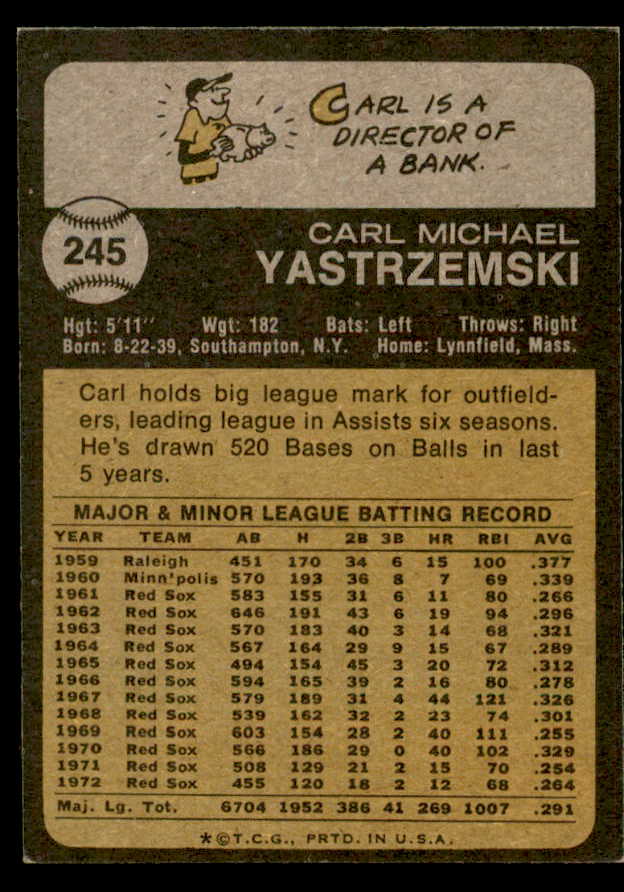 CARL IS A
DIRECTOR OF
A BANK.
245
CARL MICHAEL
YASTRZEMSKI
Hgt: 5'11" Wgt: 182 Bats: Left Throws: Right
Born: 8-22-39, Southampton, N.Y. Home: Lynnfield, Mass.
Carl holds big league mark for outfield-
ers, leading league in Assists six seasons.
He's drawn 520 Bases on Balls in last
5 years.
MAJOR & MINOR LEAGUE BATTING RECORD
YEAR TEAM AB H 2B 3B HR RBI AVG
1959 Raleigh 451 170 34 6 15 100 .377
1960 Minn'polis 570 193 36 8 7 69 .339
1961 Red Sox 583 155 31 6 11 80 .266
1962 Red Sox 646 191 43 6 19 94 .296
1963 Red Sox 570 183 40 3 14 68 .321
1964 Red Sox 567 164 29 9 15 67 .289
1965 Red Sox 494 154 45 3 20 72 .312
1966 Red Sox 594 165 39 2 16 80 .278
1967 Red Sox 579 189 31 4 44 121 .326
1968 Red Sox 539 162 32 2 23 74 .301
1969 Red Sox 603 154 28 2 40 111 .255
1970 Red Sox 566 186 29 0 40 102 .329
1971 Red Sox 508 129 21 2 15 70 .254
1972 Red Sox 455 120 18 2 12 68 .264
Maj. Lg. Tot. 6704 1952 386 41 269 1007 .291
*©T.C.G., PRTD. IN U.S.A.